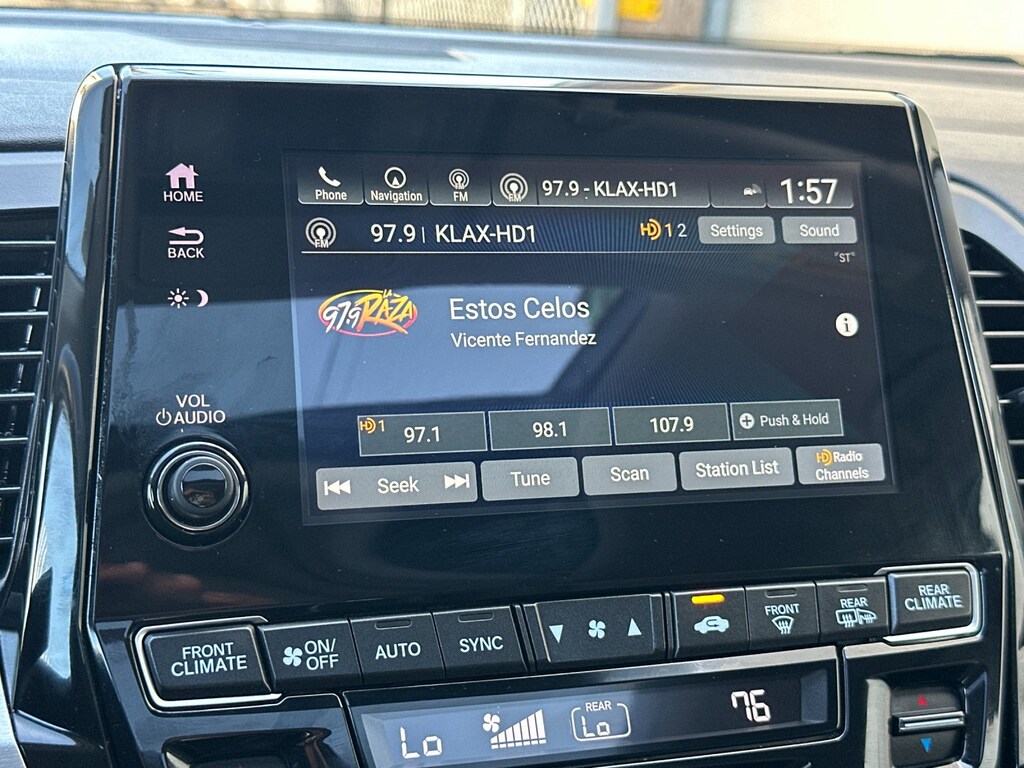 HOME
BACK
VOL
AUDIO
Phone
Navigation
FM
FM
97.9 - KLAX-HD1
1:57
FM
97.9 | KLAX-HD1
HD 1 2
Settings
Sound
"ST"
97.9 LA RAZA
Estos Celos
Vicente Fernandez
i
HD 1 97.1
98.1
107.9
Push & Hold
Seek
Tune
Scan
Station List
HD Radio
Channels
FRONT
CLIMATE
ON/
OFF
AUTO
SYNC
FRONT
REAR
REAR
CLIMATE
Lo
REAR
Lo
76